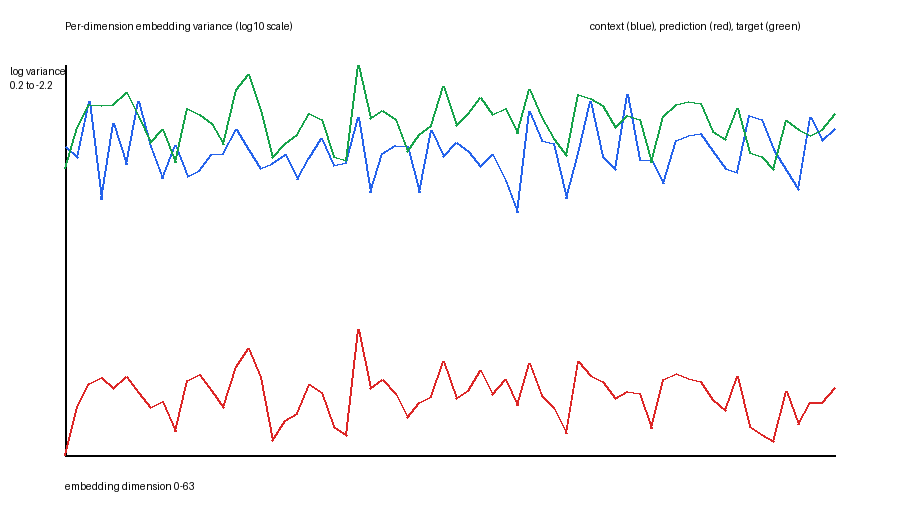 Per-dimension embedding variance (log10 scale)
context (blue), prediction (red), target (green)
log variance
0.2 to -2.2
embedding dimension 0-63